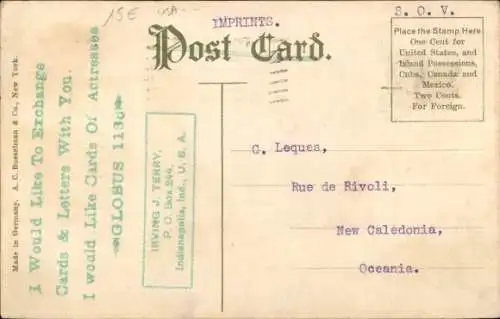 15E USA
IMPRINTS.
S. O. V.
Post Card.
Place the Stamp Here
One Cent for
United States, and
Island Possessions,
Cuba, Canada and
Mexico.
Two Cents.
For Foreign.
Made in Germany. A. C. Bosselman & Co., New York.
I Would Like To Exchange
Cards & Letters With You.
I would Like Cards Of Actresses
GLOBUS 1130
IRVING J. TERRY,
P. O. Box 244,
Indianapolis, Ind., U. S. A.
C. Leques,
Rue de Rivoli,
New Caledonia,
Oceania.